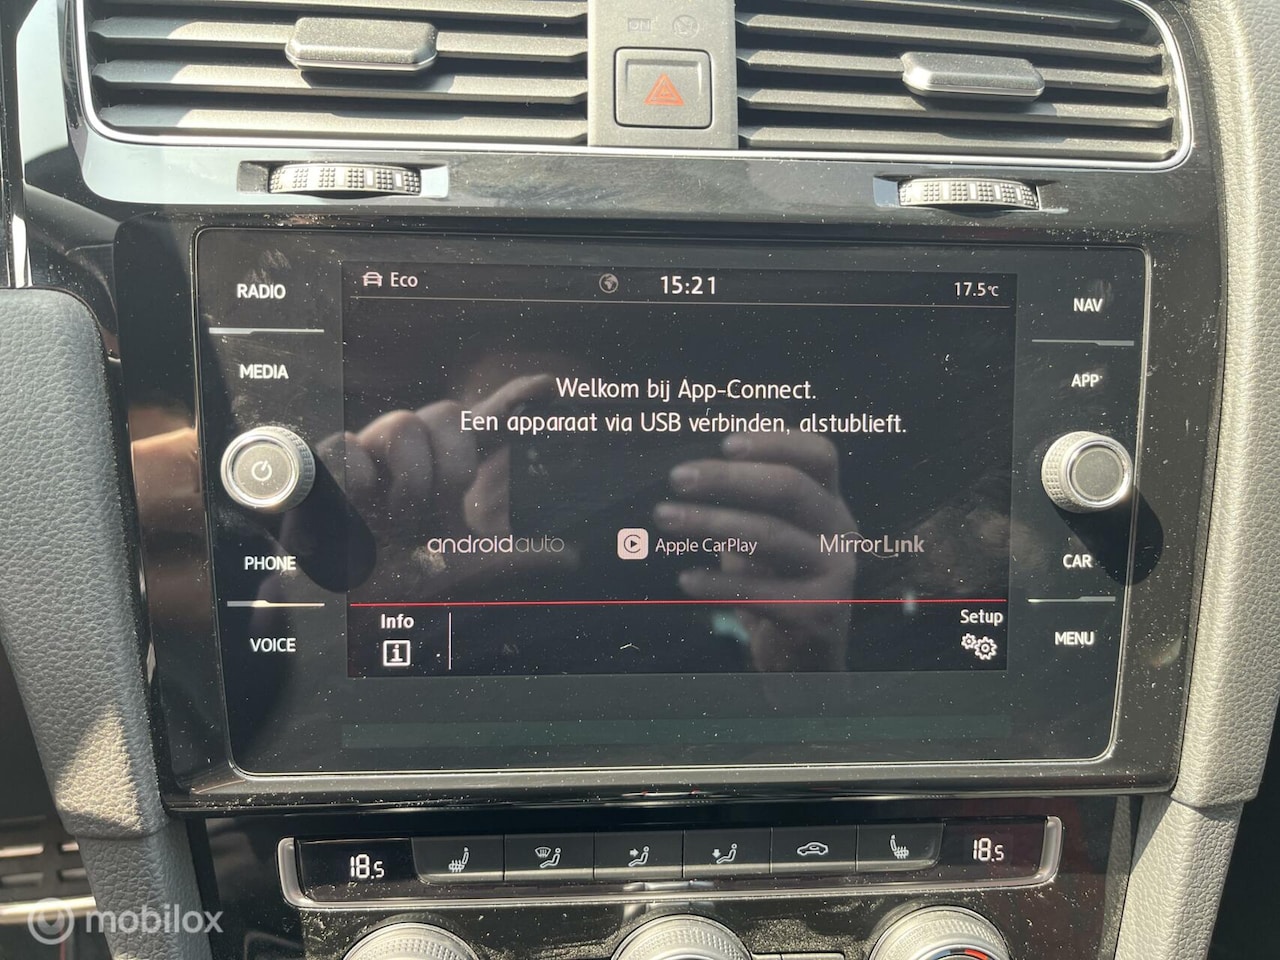 ON
RADIO
MEDIA
PHONE
VOICE
Eco
15:21
17.5°C
Welkom bij App-Connect.
Een apparaat via USB verbinden, alstublieft.
androidauto
Apple CarPlay
MirrorLink
Info
i
Setup
NAV
APP
CAR
MENU
18.5
18.5
mobilox